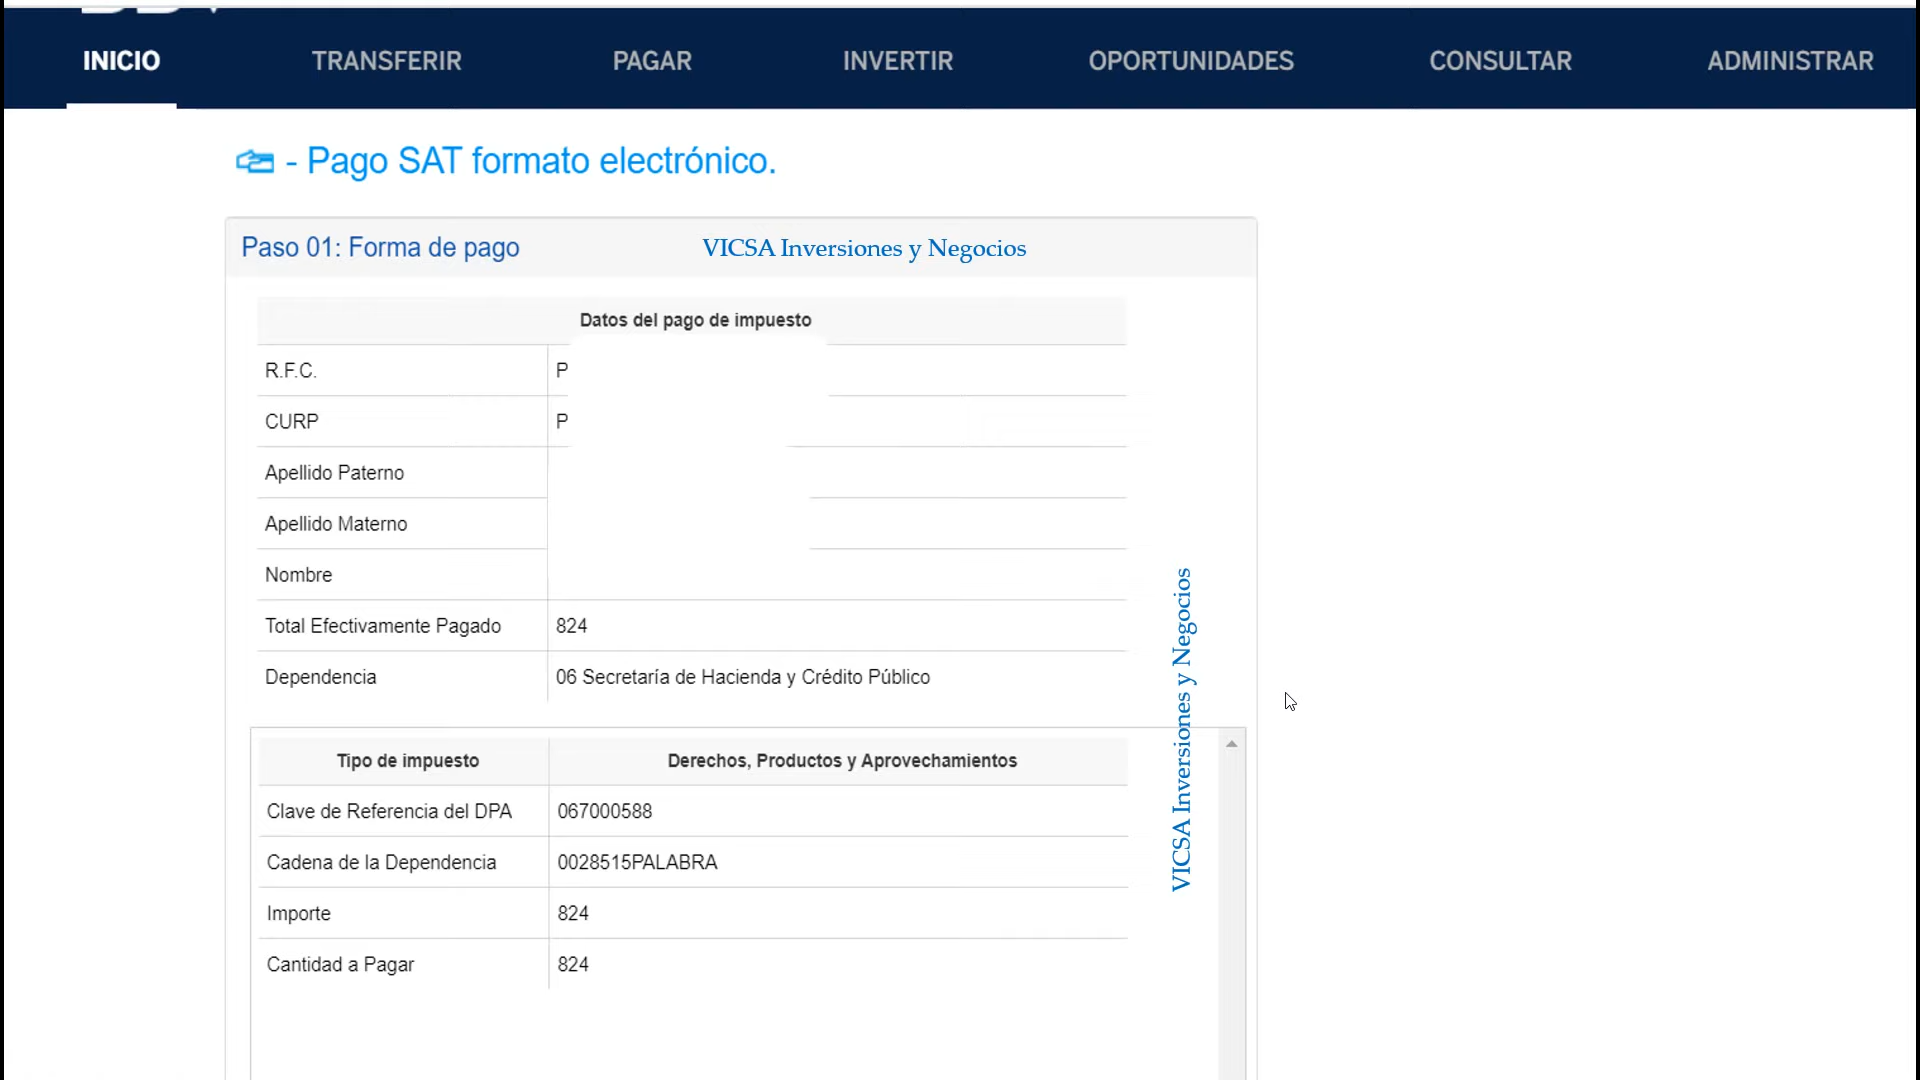 INICIO TRANSFERIR PAGAR INVERTIR OPORTUNIDADES CONSULTAR ADMINISTRAR
- Pago SAT formato electrónico.
Paso 01: Forma de pago VICSA Inversiones y Negocios
Datos del pago de impuesto
R.F.C. P
CURP P
Apellido Paterno
Apellido Materno
Nombre
Total Efectivamente Pagado 824
Dependencia 06 Secretaría de Hacienda y Crédito Público
VICSA Inversiones y Negocios
Tipo de impuesto Derechos, Productos y Aprovechamientos
Clave de Referencia del DPA 067000588
Cadena de la Dependencia 0028515PALABRA
Importe 824
Cantidad a Pagar 824